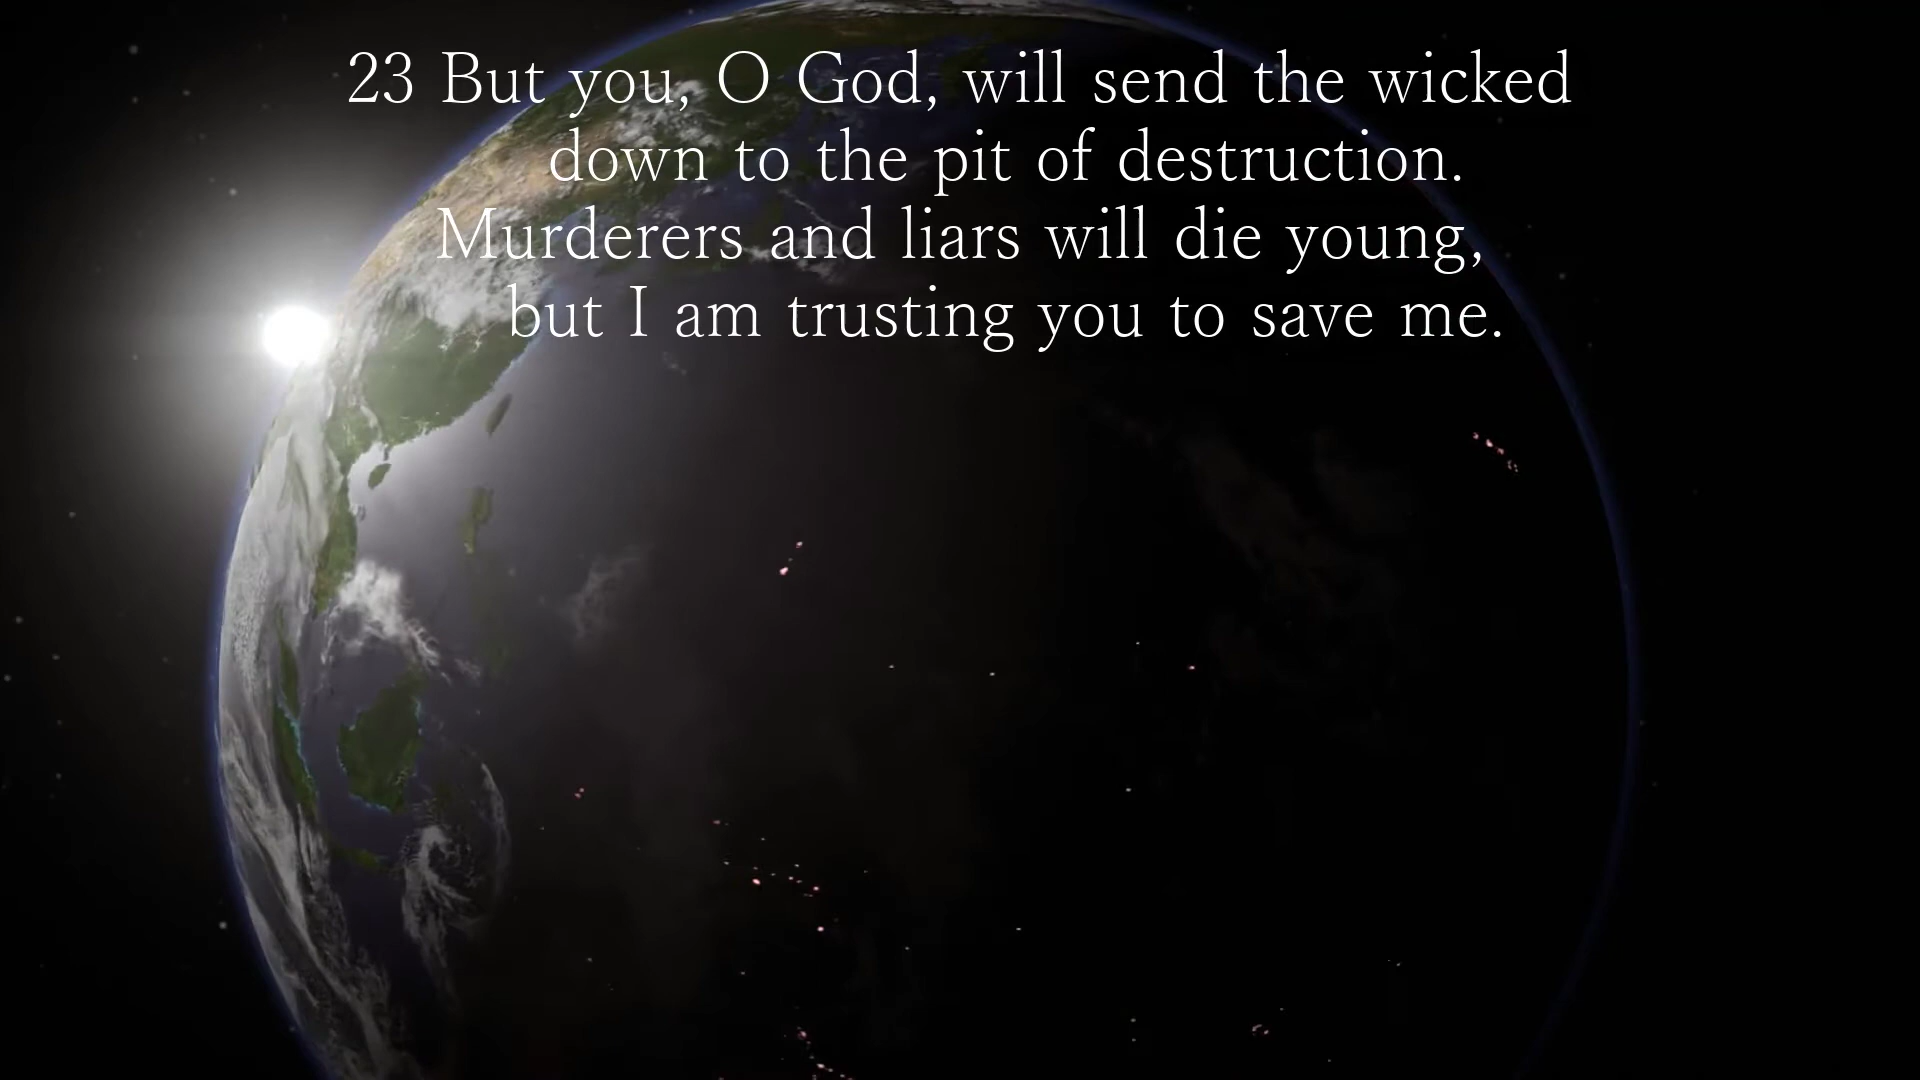 23 But you, O God, will send the wicked
down to the pit of destruction.
Murderers and liars will die young,
but I am trusting you to save me.